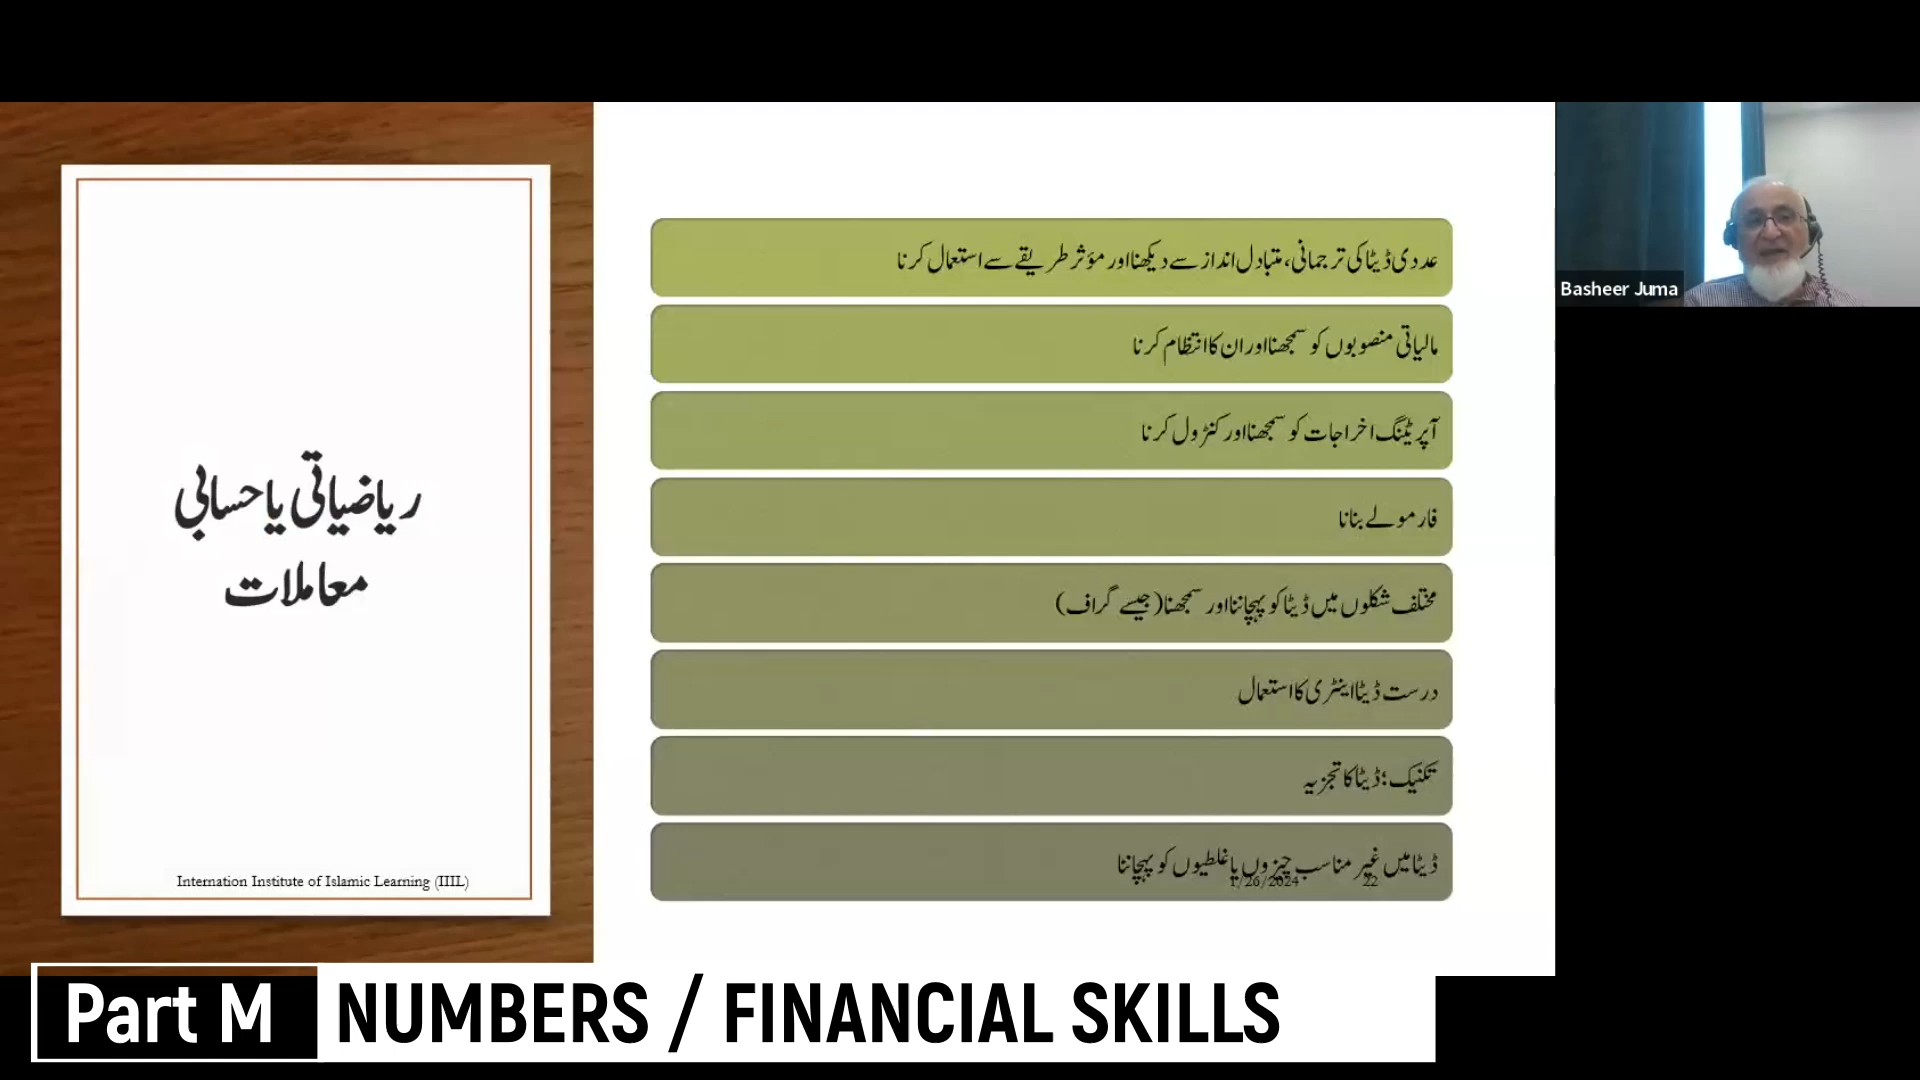 ریاضیاتی یا حسابی
معاملات
Internation Institute of Islamic Learning (IIIL)
عددی ڈیٹا کی ترجمانی، متبادل انداز سے دیکھنا اور مؤثر طریقے سے استعمال کرنا
مالیاتی منصوبوں کو سمجھنا اور ان کا انتظام کرنا
آپریٹنگ اخراجات کو سمجھنا اور کنٹرول کرنا
فارمولے بنانا
مختلف شکلوں میں ڈیٹا کو پہچاننا اور سمجھنا (جیسے گراف)
درست ڈیٹا اینٹری کا استعمال
تکنیک؛ ڈیٹا کا تجزیہ
ڈیٹا میں غیر مناسب چیزوں یا غلطیوں کو پہچاننا
1/26/2024
22
Basheer Juma
Part M
NUMBERS / FINANCIAL SKILLS